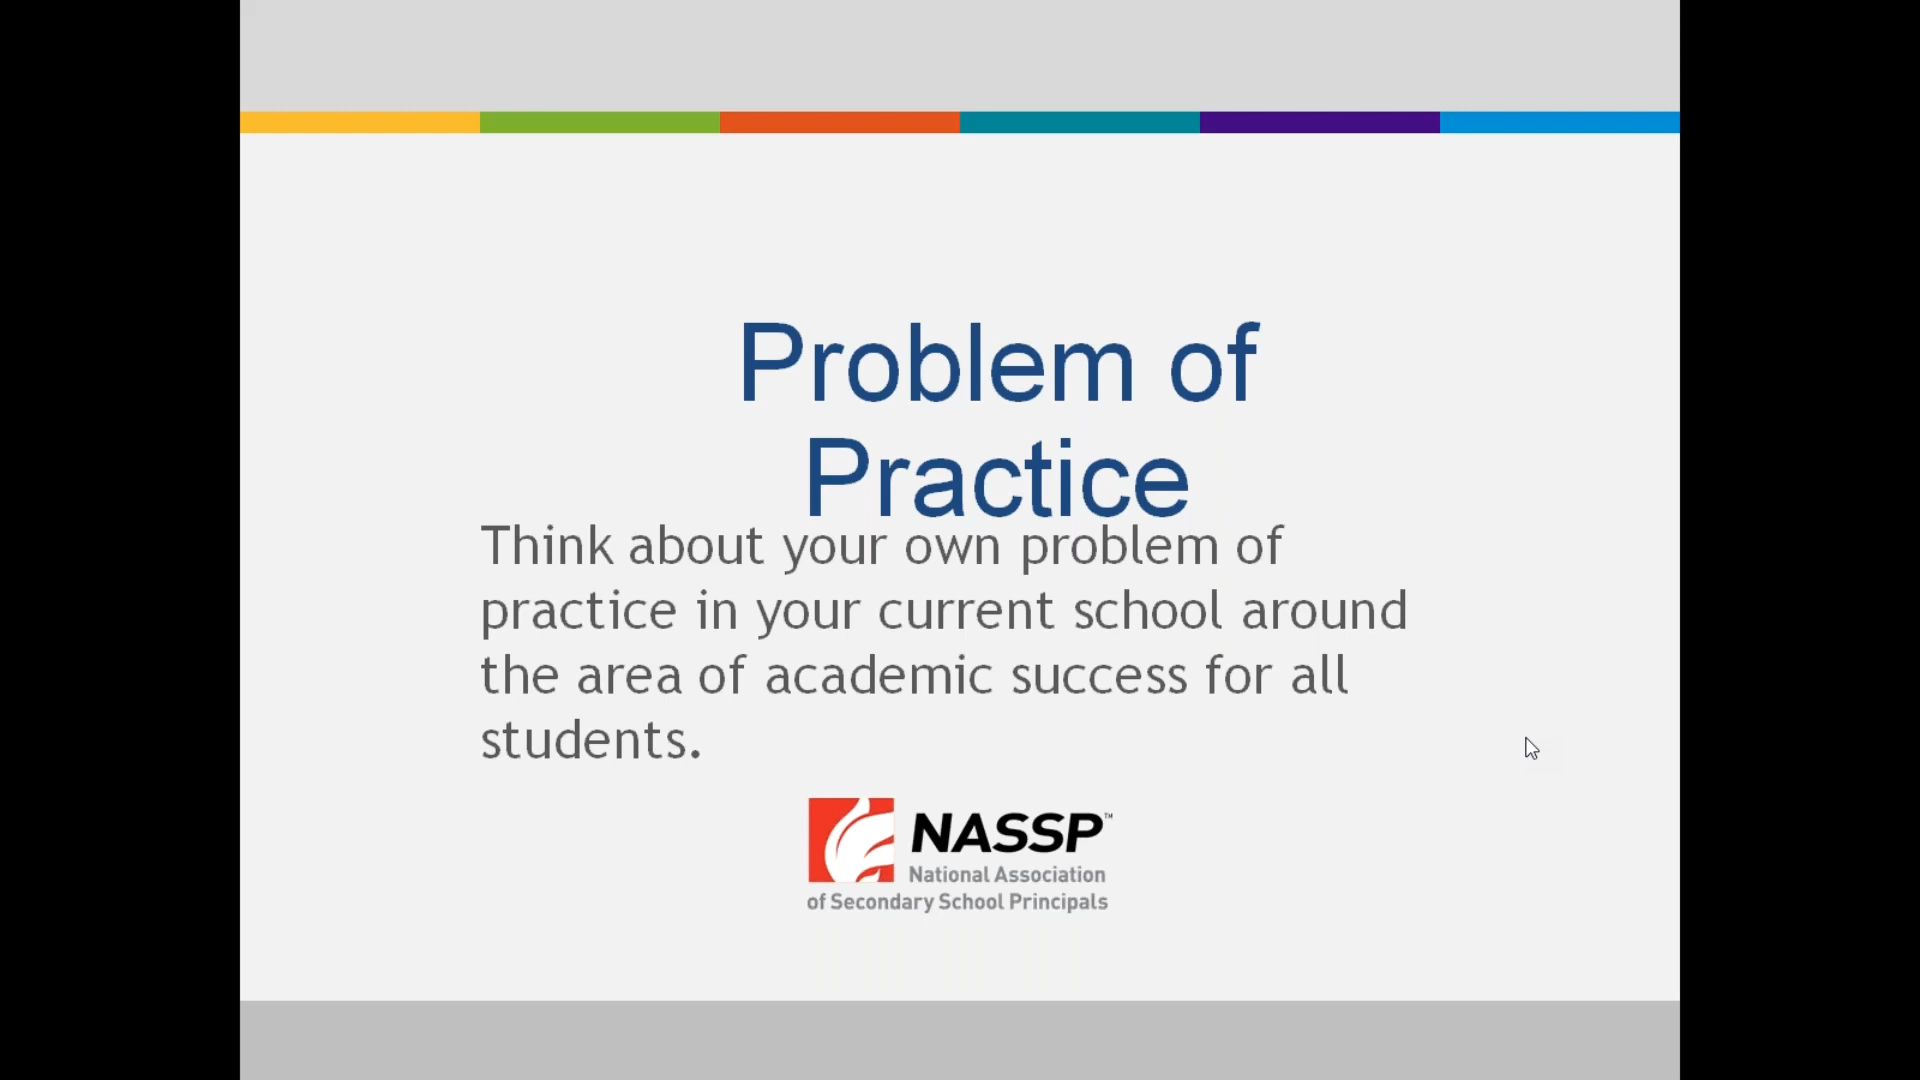 Problem of
Practice
Think about your own problem of
practice in your current school around
the area of academic success for all
students.
NASSP™
National Association
of Secondary School Principals